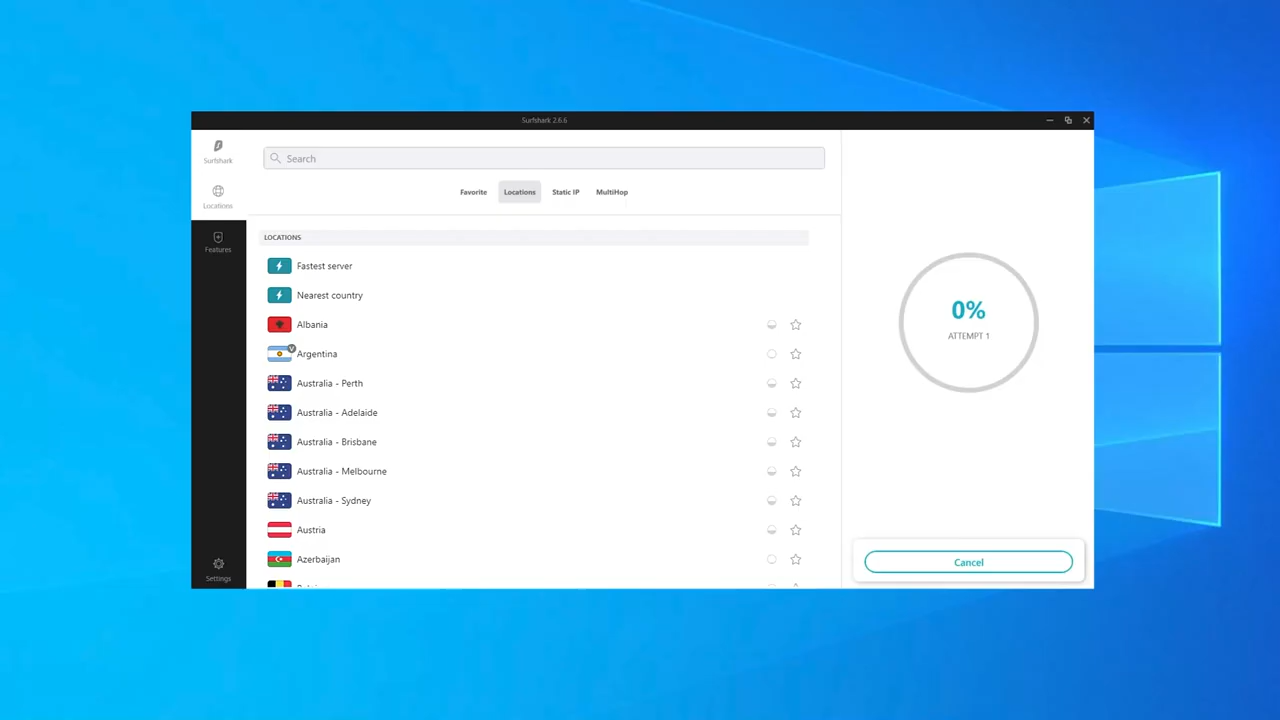 Surfshark 2.6.6
Surfshark
Locations
Features
Settings
Search
Favorite
Locations
Static IP
MultiHop
LOCATIONS
Fastest server
Nearest country
Albania
V
Argentina
Australia - Perth
Australia - Adelaide
Australia - Brisbane
Australia - Melbourne
Australia - Sydney
Austria
Azerbaijan
0%
ATTEMPT 1
Cancel